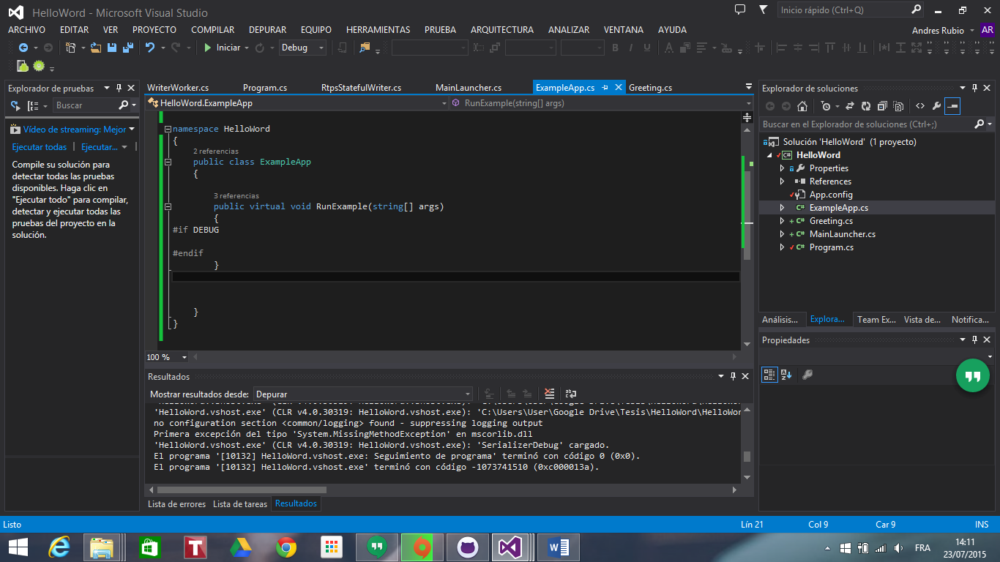 HelloWord - Microsoft Visual Studio
Inicio rápido (Ctrl+Q)
ARCHIVO EDITAR VER PROYECTO COMPILAR DEPURAR EQUIPO HERRAMIENTAS PRUEBA ARQUITECTURA ANALIZAR VENTANA AYUDA
Andres Rubio AR
Iniciar Debug
Explorador de pruebas
Buscar
Vídeo de streaming: Mejor
Ejecutar todas | Ejecutar...
Compile su solución para
detectar todas las pruebas
disponibles. Haga clic en
"Ejecutar todo" para compilar,
detectar y ejecutar todas las
pruebas del proyecto en la
solución.
WriterWorker.cs Program.cs RtpsStatefulWriter.cs MainLauncher.cs ExampleApp.cs Greeting.cs
HelloWord.ExampleApp RunExample(string[] args)
namespace HelloWord
{
2 referencias
public class ExampleApp
{
3 referencias
public virtual void RunExample(string[] args)
{
#if DEBUG
#endif
}
}
}
100 %
Resultados
Mostrar resultados desde: Depurar
'HelloWord.vshost.exe' (CLR v4.0.30319: HelloWord.vshost.exe): 'C:\Users\User\Google Drive\Tesis\HelloWord\HelloWor
no configuration section <common/logging> found - suppressing logging output
Primera excepción del tipo 'System.MissingMethodException' en mscorlib.dll
'HelloWord.vshost.exe' (CLR v4.0.30319: HelloWord.vshost.exe): 'SerializerDebug' cargado.
El programa '[10132] HelloWord.vshost.exe: Seguimiento de programa' terminó con código 0 (0x0).
El programa '[10132] HelloWord.vshost.exe' terminó con código -1073741510 (0xc000013a).
Lista de errores Lista de tareas Resultados
Explorador de soluciones
Buscar en el Explorador de soluciones (Ctrl+;)
Solución 'HelloWord' (1 proyecto)
HelloWord
Properties
References
App.config
ExampleApp.cs
Greeting.cs
MainLauncher.cs
Program.cs
Análisis... Explora... Team Ex... Vista de... Notifica...
Propiedades
Listo
Lín 21 Col 9 Car 9 INS
FRA
14:11
23/07/2015